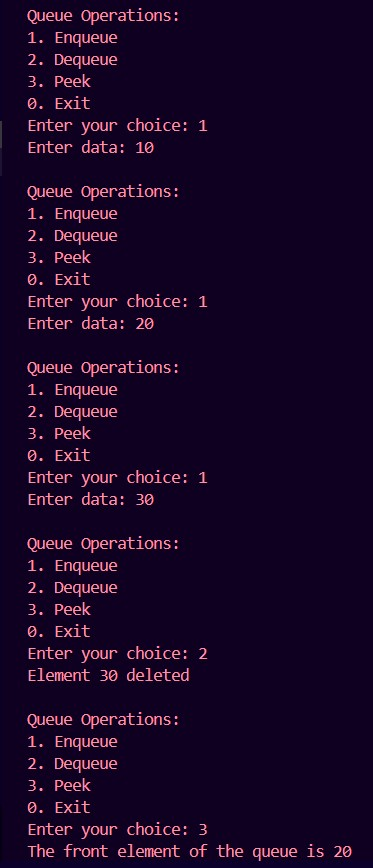 Queue Operations:
1. Enqueue
2. Dequeue
3. Peek
0. Exit
Enter your choice: 1
Enter data: 10

Queue Operations:
1. Enqueue
2. Dequeue
3. Peek
0. Exit
Enter your choice: 1
Enter data: 20

Queue Operations:
1. Enqueue
2. Dequeue
3. Peek
0. Exit
Enter your choice: 1
Enter data: 30

Queue Operations:
1. Enqueue
2. Dequeue
3. Peek
0. Exit
Enter your choice: 2
Element 30 deleted

Queue Operations:
1. Enqueue
2. Dequeue
3. Peek
0. Exit
Enter your choice: 3
The front element of the queue is 20